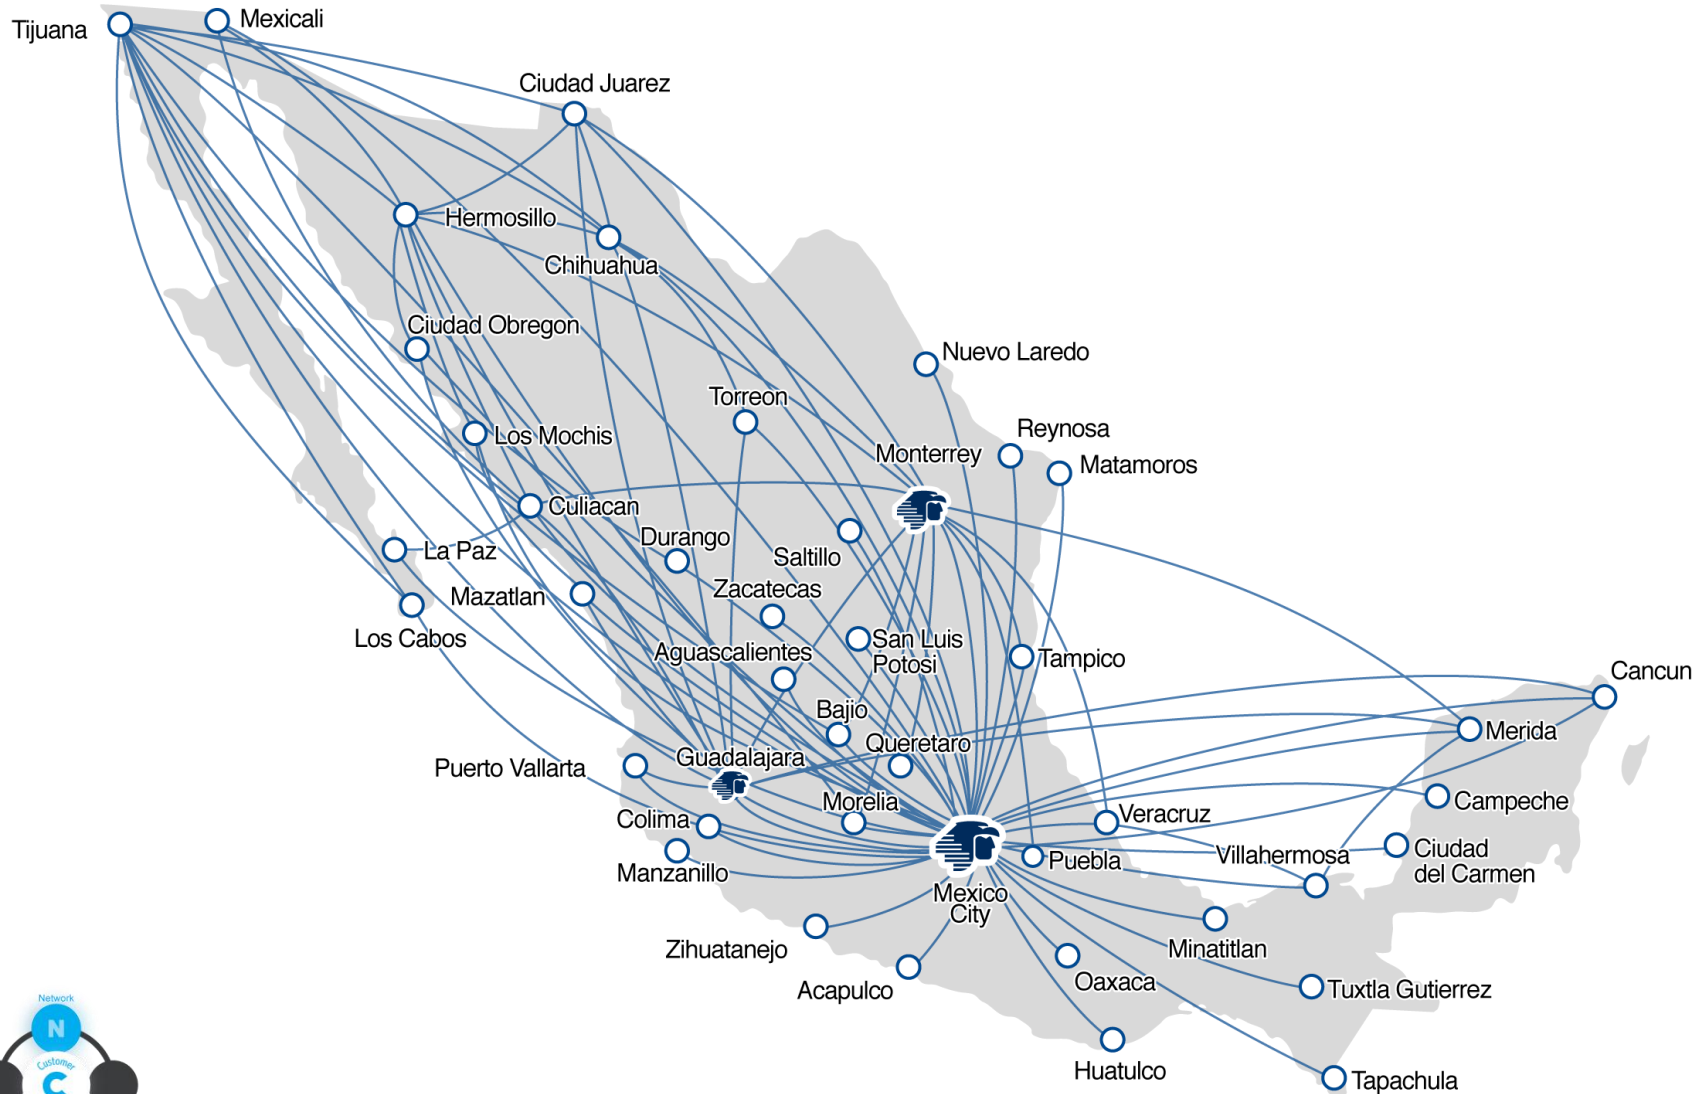 Mexicali
Tijuana
Ciudad Juarez
Hermosillo
Chihuahua
Ciudad Obregon
Nuevo Laredo
Torreon
Reynosa
Los Mochis
Monterrey
Matamoros
Culiacan
Durango
La Paz
Saltillo
Zacatecas
Mazatlan
Los Cabos
San Luis
Potosi
Aguascalientes
Tampico
Cancun
Bajio
Merida
Queretaro
Guadalajara
Puerto Vallarta
Morelia
Campeche
Veracruz
Colima
Ciudad
del Carmen
Villahermosa
Puebla
Manzanillo
Mexico
City
Zihuatanejo
Minatitlan
Oaxaca
Acapulco
Tuxtla Gutierrez
Huatulco
Tapachula
Network
N
Customer
C